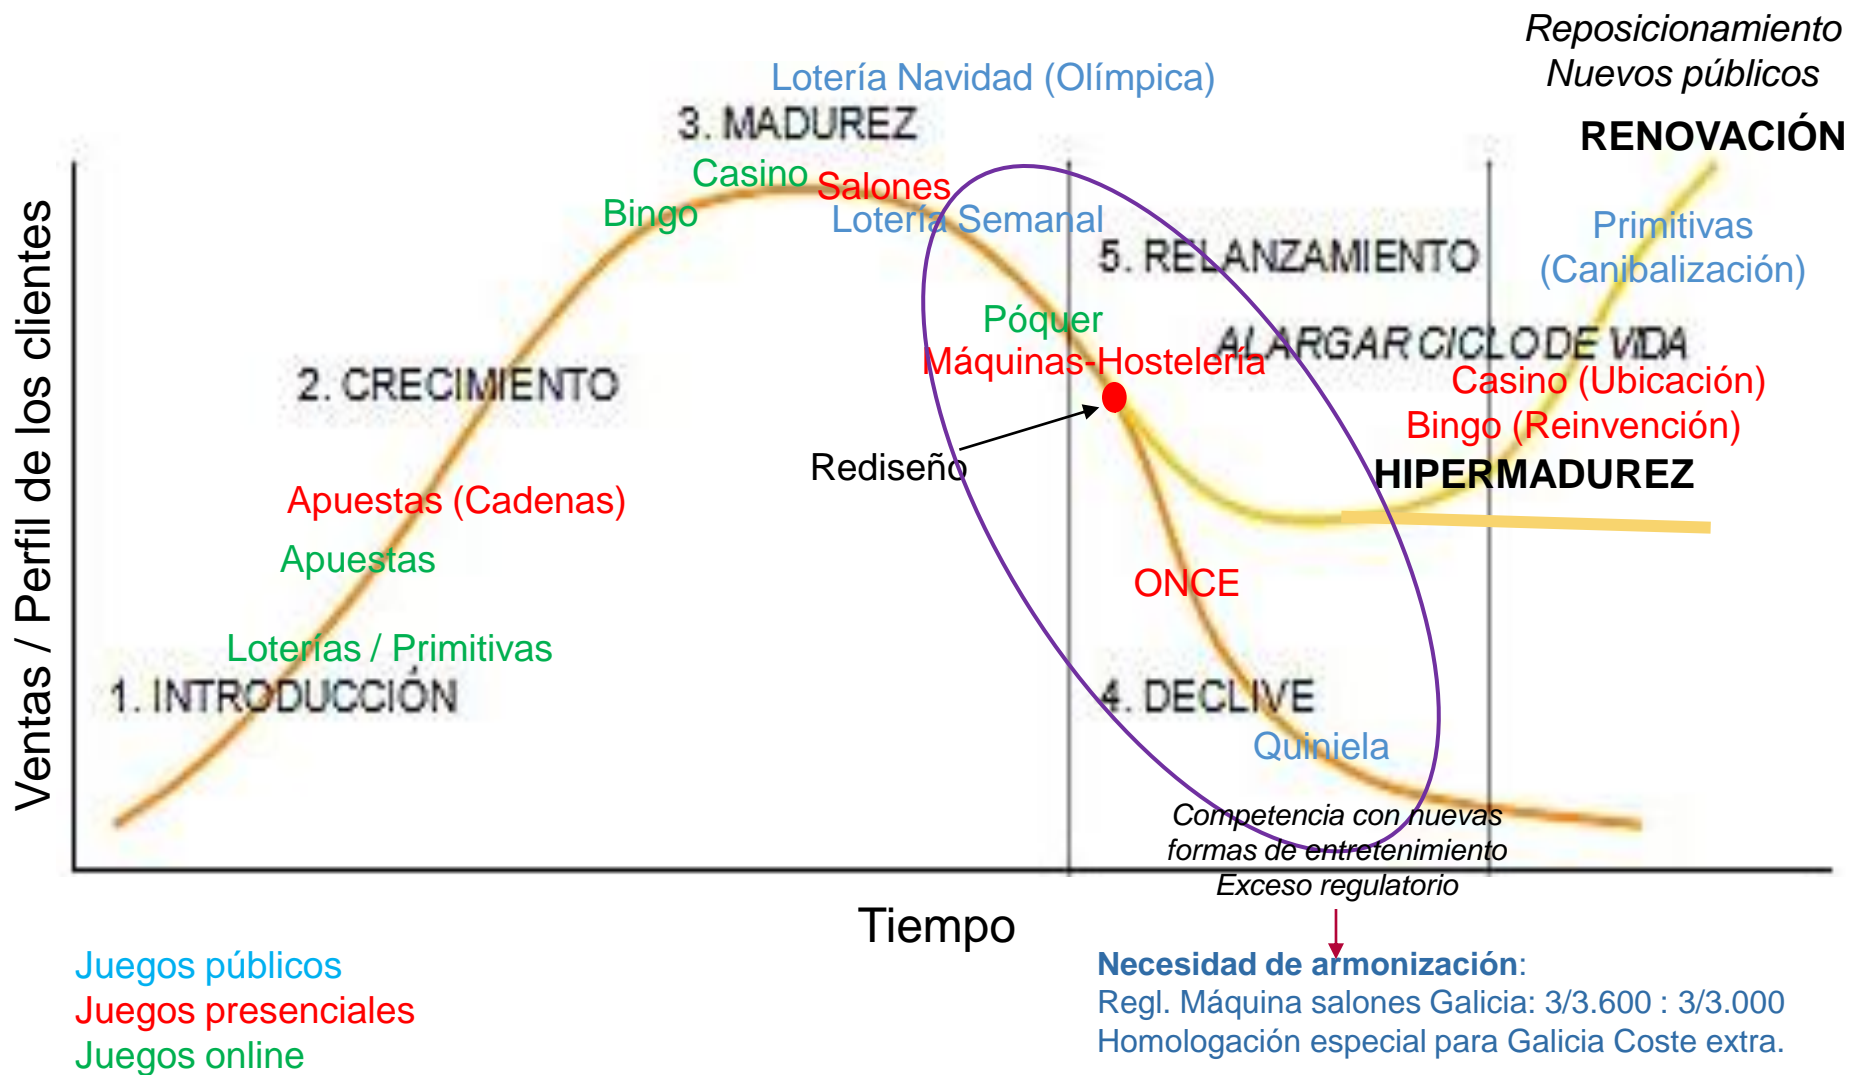 Reposicionamiento
Nuevos públicos
RENOVACIÓN
Lotería Navidad (Olímpica)
3. MADUREZ
Casino
Salones
Bingo
Lotería Semanal
Primitivas
(Canibalización)
5. RELANZAMIENTO
Póquer
ALARGAR CICLO DE VIDA
Máquinas-Hostelería
2. CRECIMIENTO
Casino (Ubicación)
Bingo (Reinvención)
HIPERMADUREZ
Rediseño
Apuestas (Cadenas)
Apuestas
ONCE
Loterías / Primitivas
1. INTRODUCCIÓN
4. DECLIVE
Quiniela
Ventas / Perfil de los clientes
Competencia con nuevas
formas de entretenimiento
Exceso regulatorio
Tiempo
Juegos públicos
Juegos presenciales
Juegos online
Necesidad de armonización:
Regl. Máquina salones Galicia: 3/3.600 : 3/3.000
Homologación especial para Galicia Coste extra.